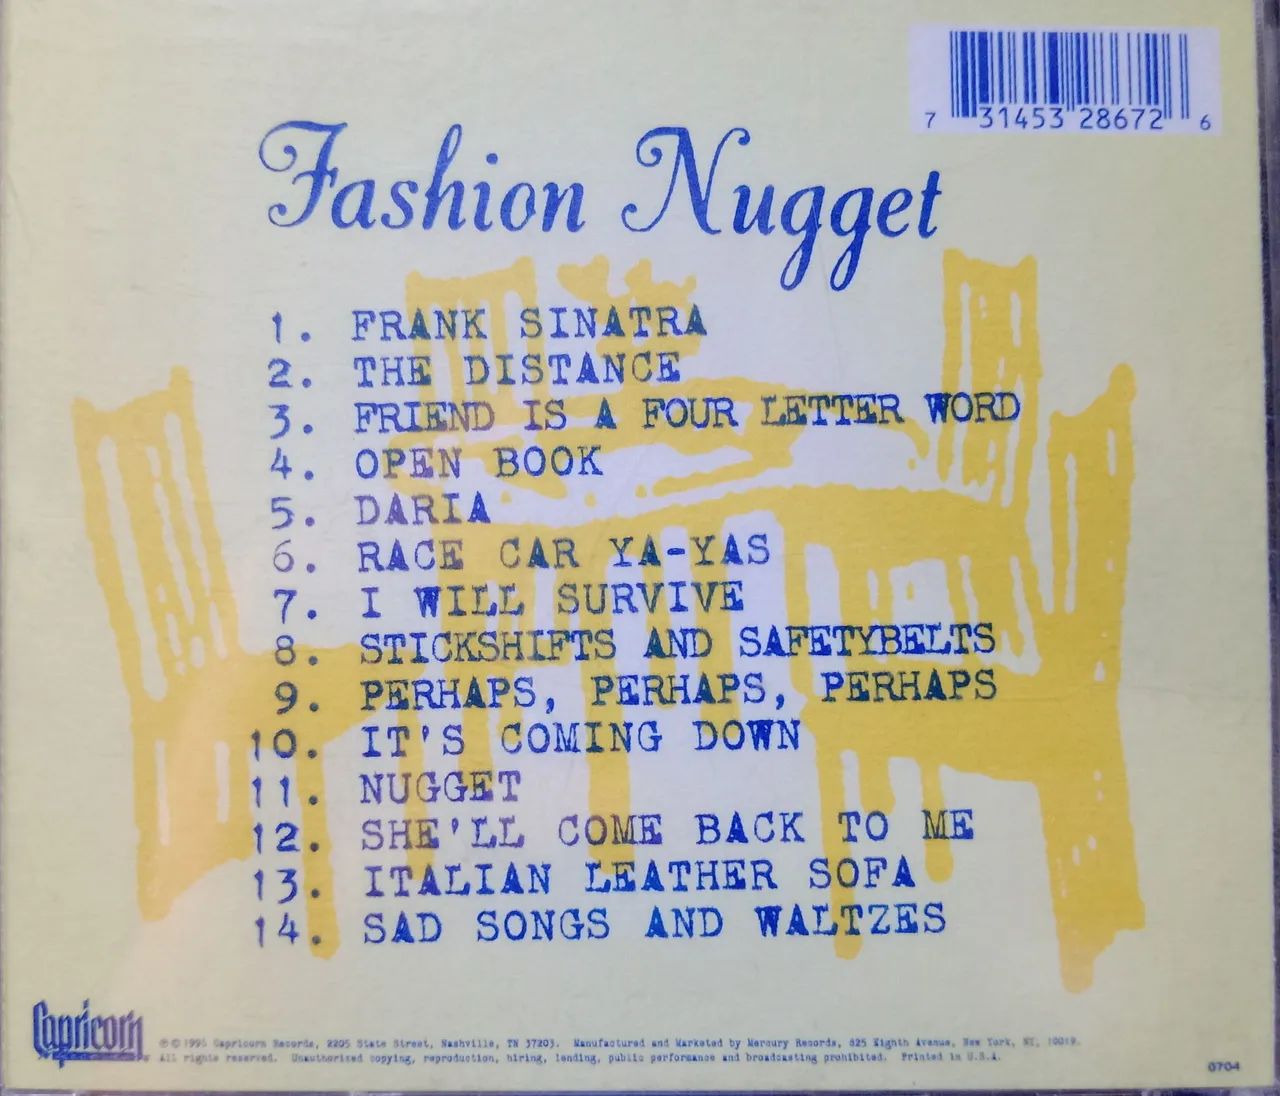 7 31453 28672 6
Fashion Nugget
1. FRANK SINATRA
2. THE DISTANCE
3. FRIEND IS A FOUR LETTER WORD
4. OPEN BOOK
5. DARIA
6. RACE CAR YA-YAS
7. I WILL SURVIVE
8. STICKSHIFTS AND SAFETYBELTS
9. PERHAPS, PERHAPS, PERHAPS
10. IT'S COMING DOWN
11. NUGGET
12. SHE'LL COME BACK TO ME
13. ITALIAN LEATHER SOFA
14. SAD SONGS AND WALTZES
Capricorn
℗ © Capricorn Records, 2205 State Street, Nashville, TN 37203. Manufactured and Marketed by Mercury Records, 825 Eighth Avenue, New York, NY, 10019.
All rights reserved. Unauthorized copying, reproduction, hiring, lending, public performance and broadcasting prohibited. Printed in U.S.A.
0704